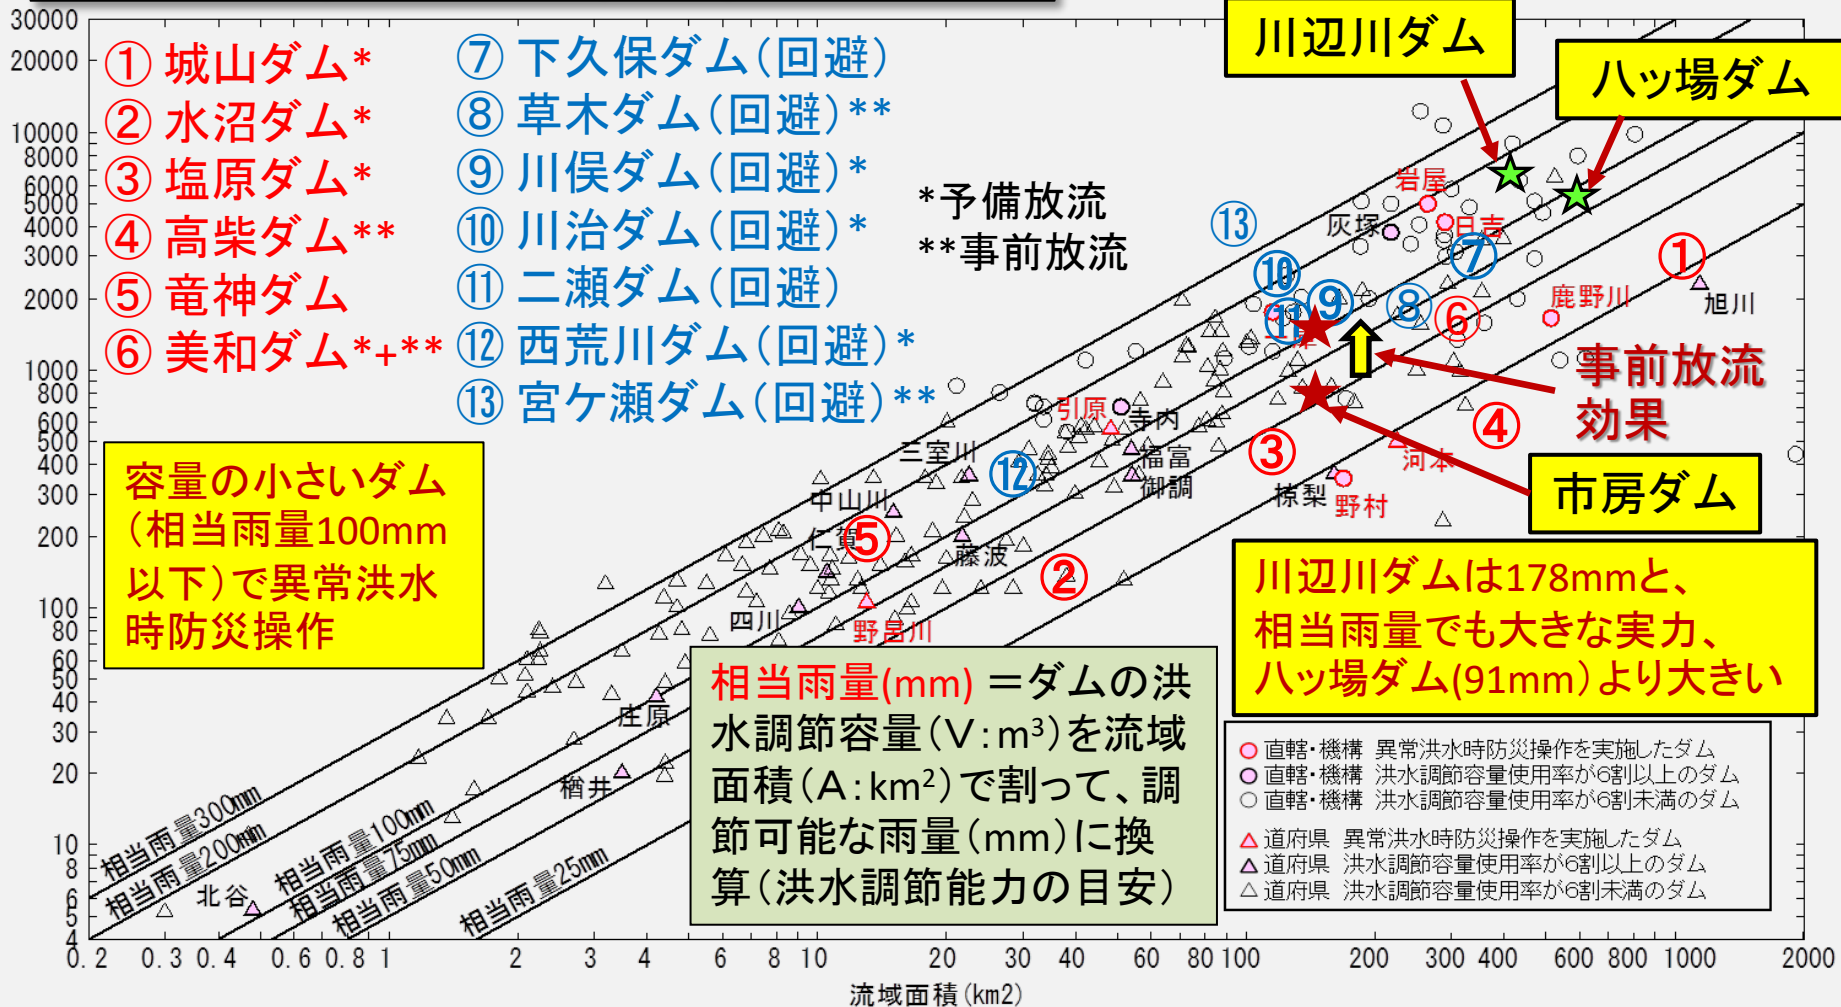 30000
20000
10000
8000
6000
5000
4000
3000
2000
1000
800
600
500
400
300
200
100
80
60
50
40
30
20
10
8
6
5
4
① 城山ダム*
② 水沼ダム*
③ 塩原ダム*
④ 高柴ダム**
⑤ 竜神ダム
⑥ 美和ダム*+**
⑦ 下久保ダム(回避)
⑧ 草木ダム(回避)**
⑨ 川俣ダム(回避)*
⑩ 川治ダム(回避)*
⑪ 二瀬ダム(回避)
⑫ 西荒川ダム(回避)*
⑬ 宮ケ瀬ダム(回避)**
*予備放流
**事前放流
川辺川ダム
八ッ場ダム
岩屋
日吉
灰塚
⑬
⑩
⑦
①
⑪
⑨
⑧
⑥
鹿野川
旭川
事前放流
効果
引原
寺内
福富
御調
三室川
中山川
仁賀
⑤
⑫
藤波
②
③
④
河本
椋梨
野村
市房ダム
四川
野呂川
庄原
楢井
北谷
容量の小さいダム
(相当雨量100mm
以下)で異常洪水
時防災操作
川辺川ダムは178mmと、
相当雨量でも大きな実力、
八ッ場ダム(91mm)より大きい
相当雨量(mm) =ダムの洪
水調節容量(V:m³)を流域
面積(A:km²)で割って、調
節可能な雨量(mm)に換
算(洪水調節能力の目安)
直轄・機構 異常洪水時防災操作を実施したダム
直轄・機構 洪水調節容量使用率が6割以上のダム
直轄・機構 洪水調節容量使用率が6割未満のダム
道府県 異常洪水時防災操作を実施したダム
道府県 洪水調節容量使用率が6割以上のダム
道府県 洪水調節容量使用率が6割未満のダム
相当雨量300mm
相当雨量200mm
相当雨量100mm
相当雨量75mm
相当雨量50mm
相当雨量25mm
0.2 0.3 0.4 0.6 0.8 1 2 3 4 6 8 10 20 30 40 60 80 100 200 300 400 600 800 1000 2000
流域面積(km2)